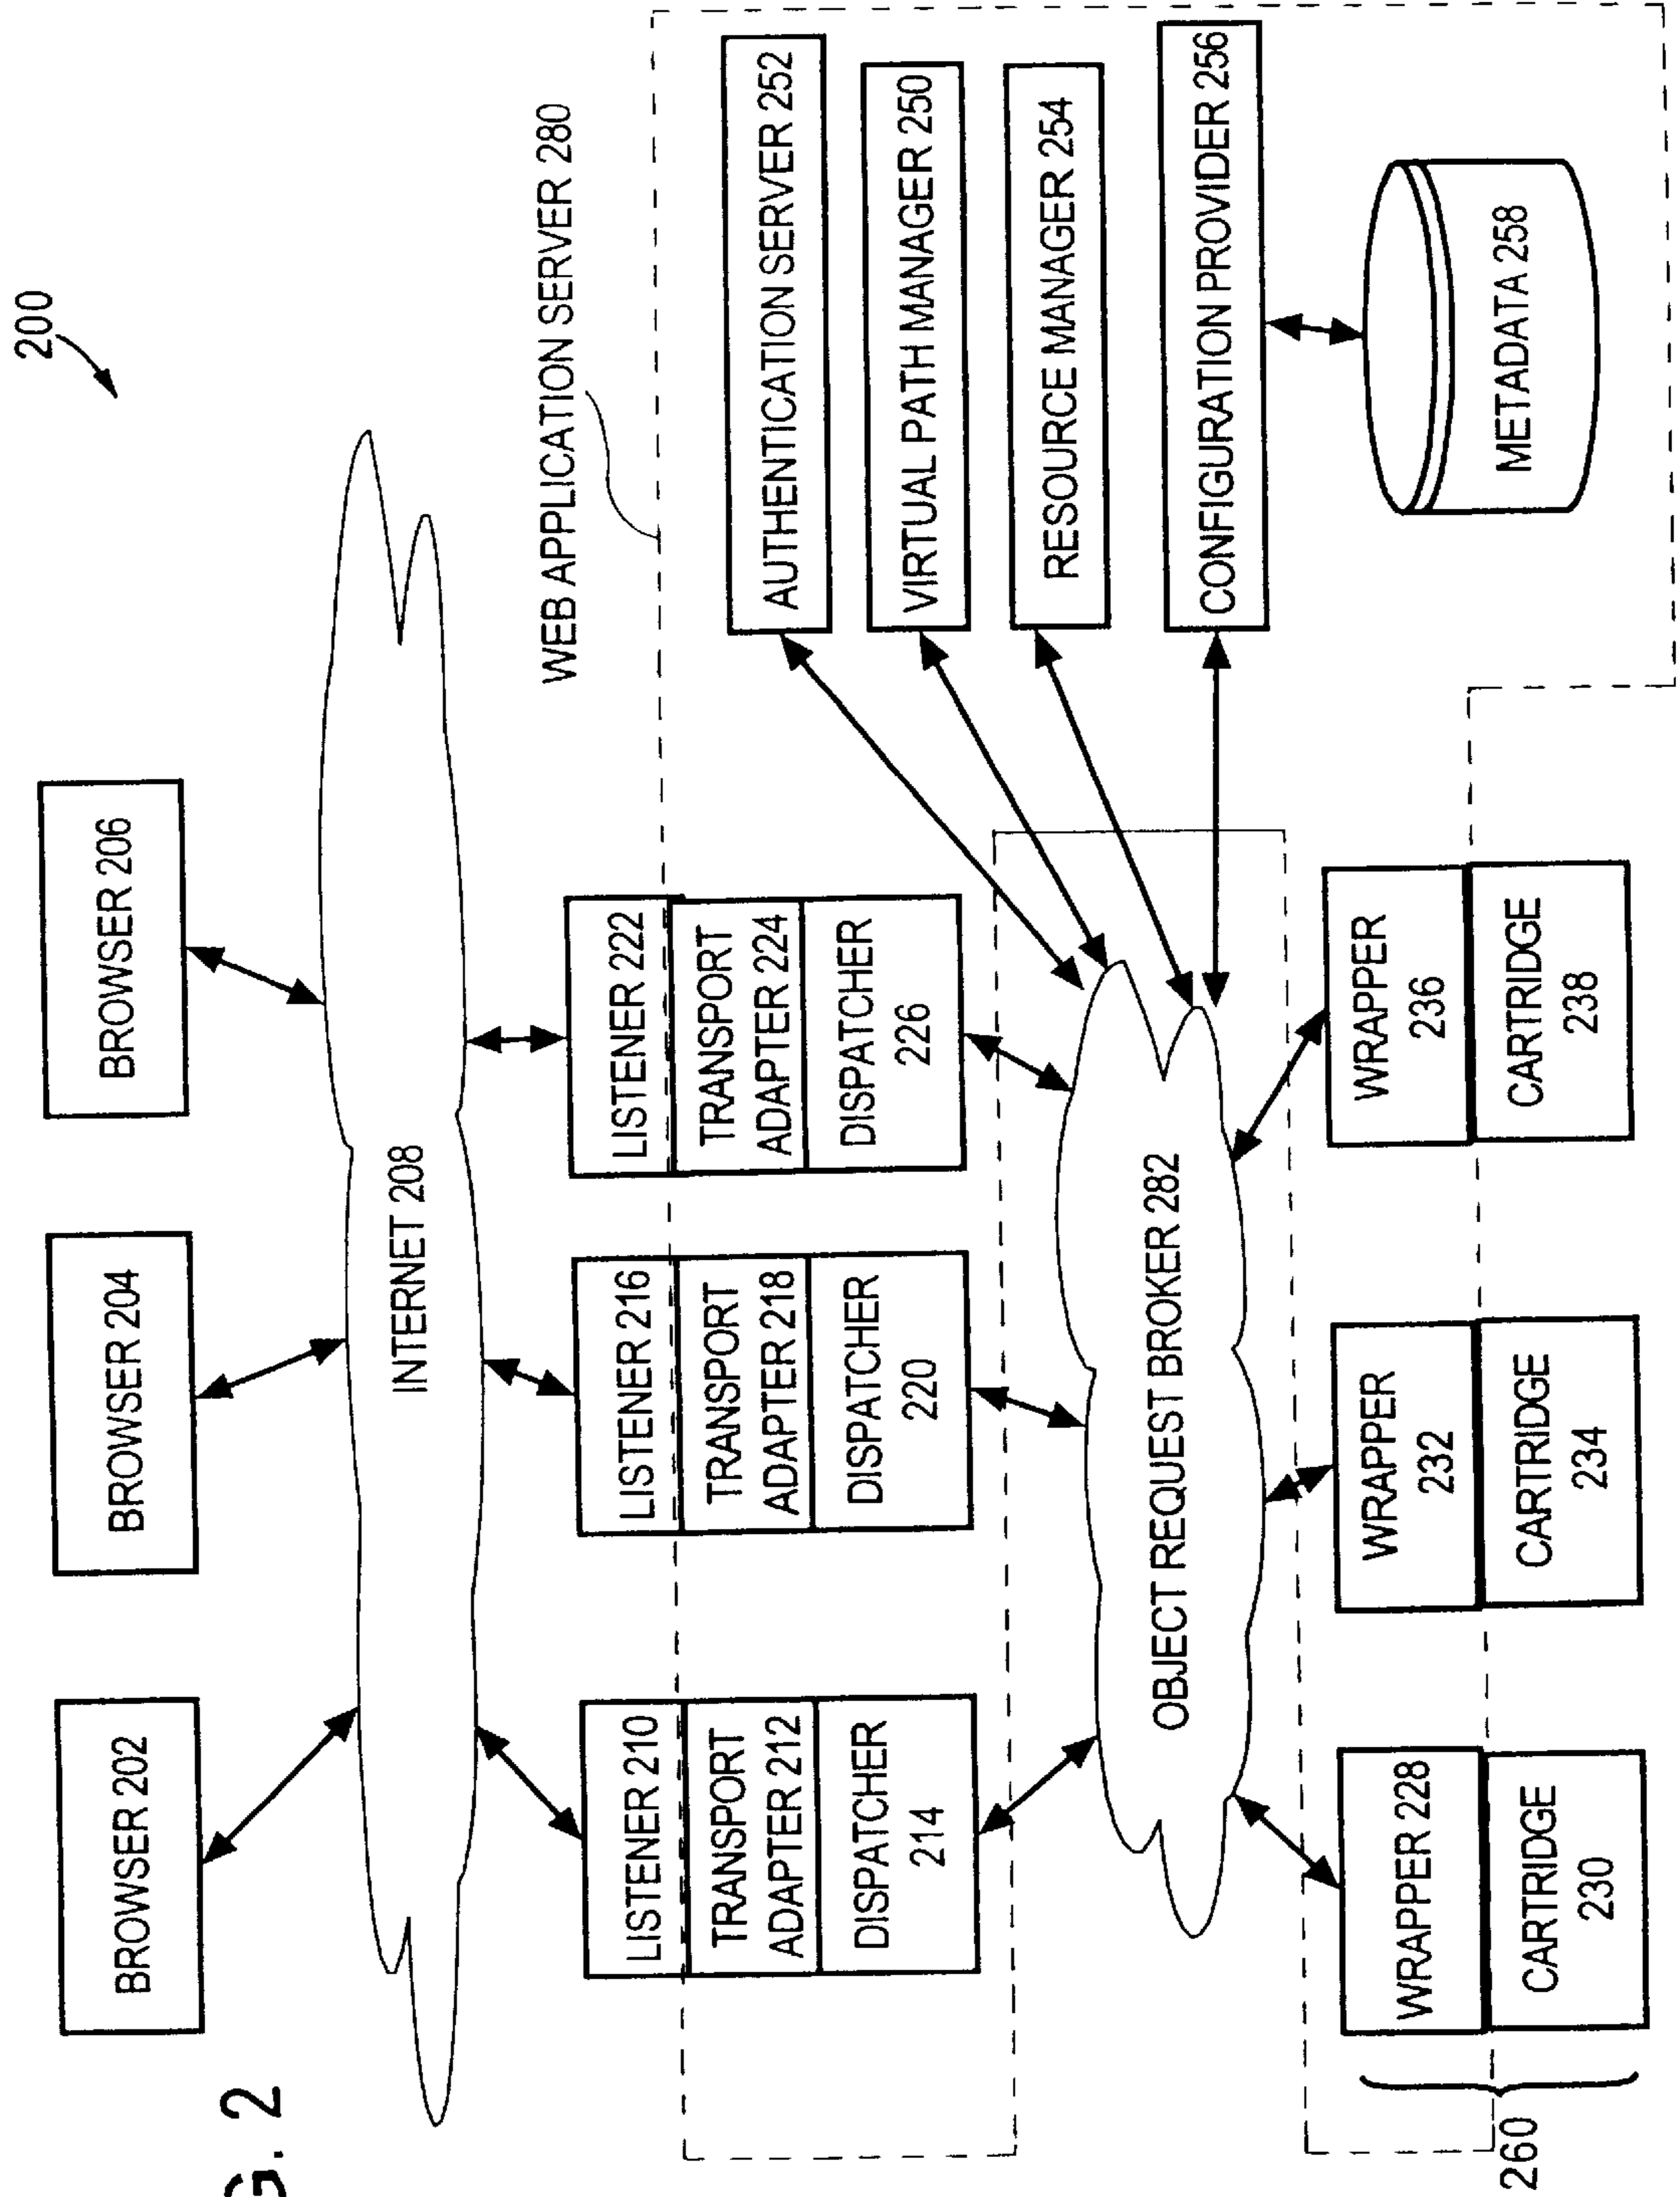 G. 2
200
BROWSER 202
BROWSER 204
BROWSER 206
INTERNET 208
WEB APPLICATION SERVER 280
LISTENER 210
TRANSPORT
ADAPTER 212
DISPATCHER
214
LISTENER 216
TRANSPORT
ADAPTER 218
DISPATCHER
220
LISTENER 222
TRANSPORT
ADAPTER 224
DISPATCHER
226
AUTHENTICATION SERVER 252
VIRTUAL PATH MANAGER 250
RESOURCE MANAGER 254
CONFIGURATION PROVIDER 256
METADATA 258
OBJECT REQUEST BROKER 282
WRAPPER 228
CARTRIDGE
230
WRAPPER
232
CARTRIDGE
234
WRAPPER
236
CARTRIDGE
238
260